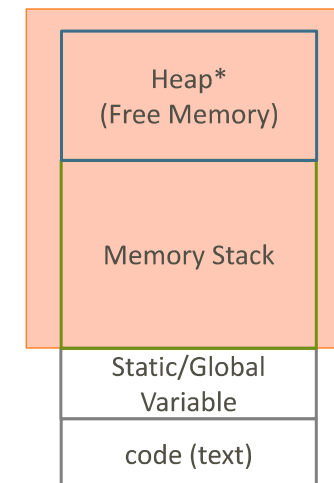 Heap*
(Free Memory)
Memory Stack
Static/Global
Variable
code (text)